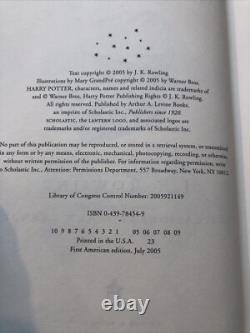 Text copyright © 2005 by J. K. Rowling
Illustrations by Mary GrandPré copyright © 2005 by Warner Bros.
HARRY POTTER, characters, names and related indicia are trademarks of
and © Warner Bros. Harry Potter Publishing Rights © J. K. Rowling.
All rights reserved. Published by Arthur A. Levine Books,
an imprint of Scholastic Inc., Publishers since 1920.
SCHOLASTIC, the LANTERN LOGO, and associated logos are
trademarks and/or registered trademarks of Scholastic Inc.
No part of this publication may be reproduced, or stored in a retrieval system, or transmitted
in any form or by any means, electronic, mechanical, photocopying, recording, or otherwise,
without written permission of the publisher. For information regarding permission, write
to Scholastic Inc., Attention: Permissions Department, 557 Broadway, New York, NY 10012
Library of Congress Control Number: 2005921149
ISBN 0-439-78454-9
10 9 8 7 6 5 4 3 2 1 05 06 07 08 09
Printed in the U.S.A. 23
First American edition, July 2005